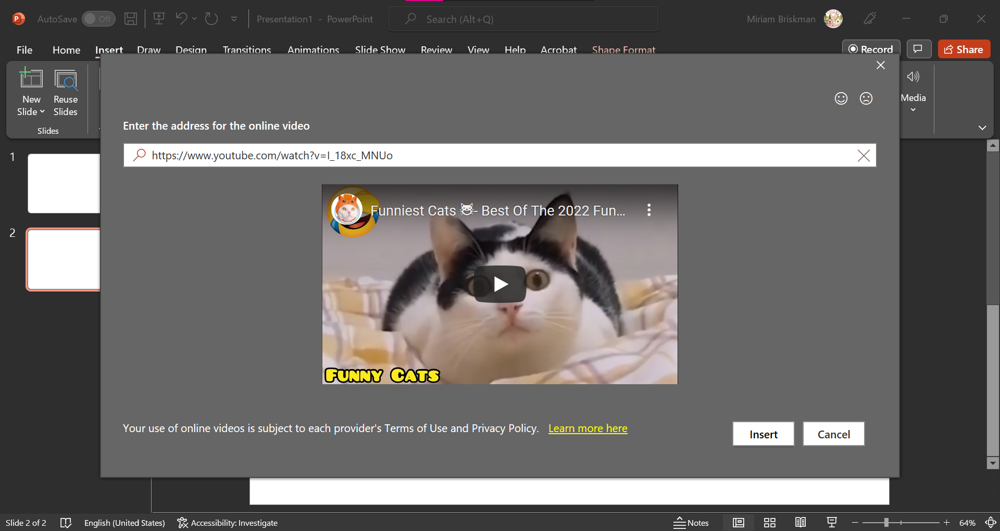 AutoSave Off Presentation1 - PowerPoint Search (Alt+Q) Miriam Briskman
File Home Insert Draw Design Transitions Animations Slide Show Review View Help Acrobat Shape Format Record Share
New Slide
Reuse Slides
Slides
Media
Enter the address for the online video
https://www.youtube.com/watch?v=I_18xc_MNUo
Funniest Cats 😹- Best Of The 2022 Fun...
FUNNY CATS
Your use of online videos is subject to each provider's Terms of Use and Privacy Policy. Learn more here
Insert Cancel
1
2
Slide 2 of 2 English (United States) Accessibility: Investigate Notes 64%